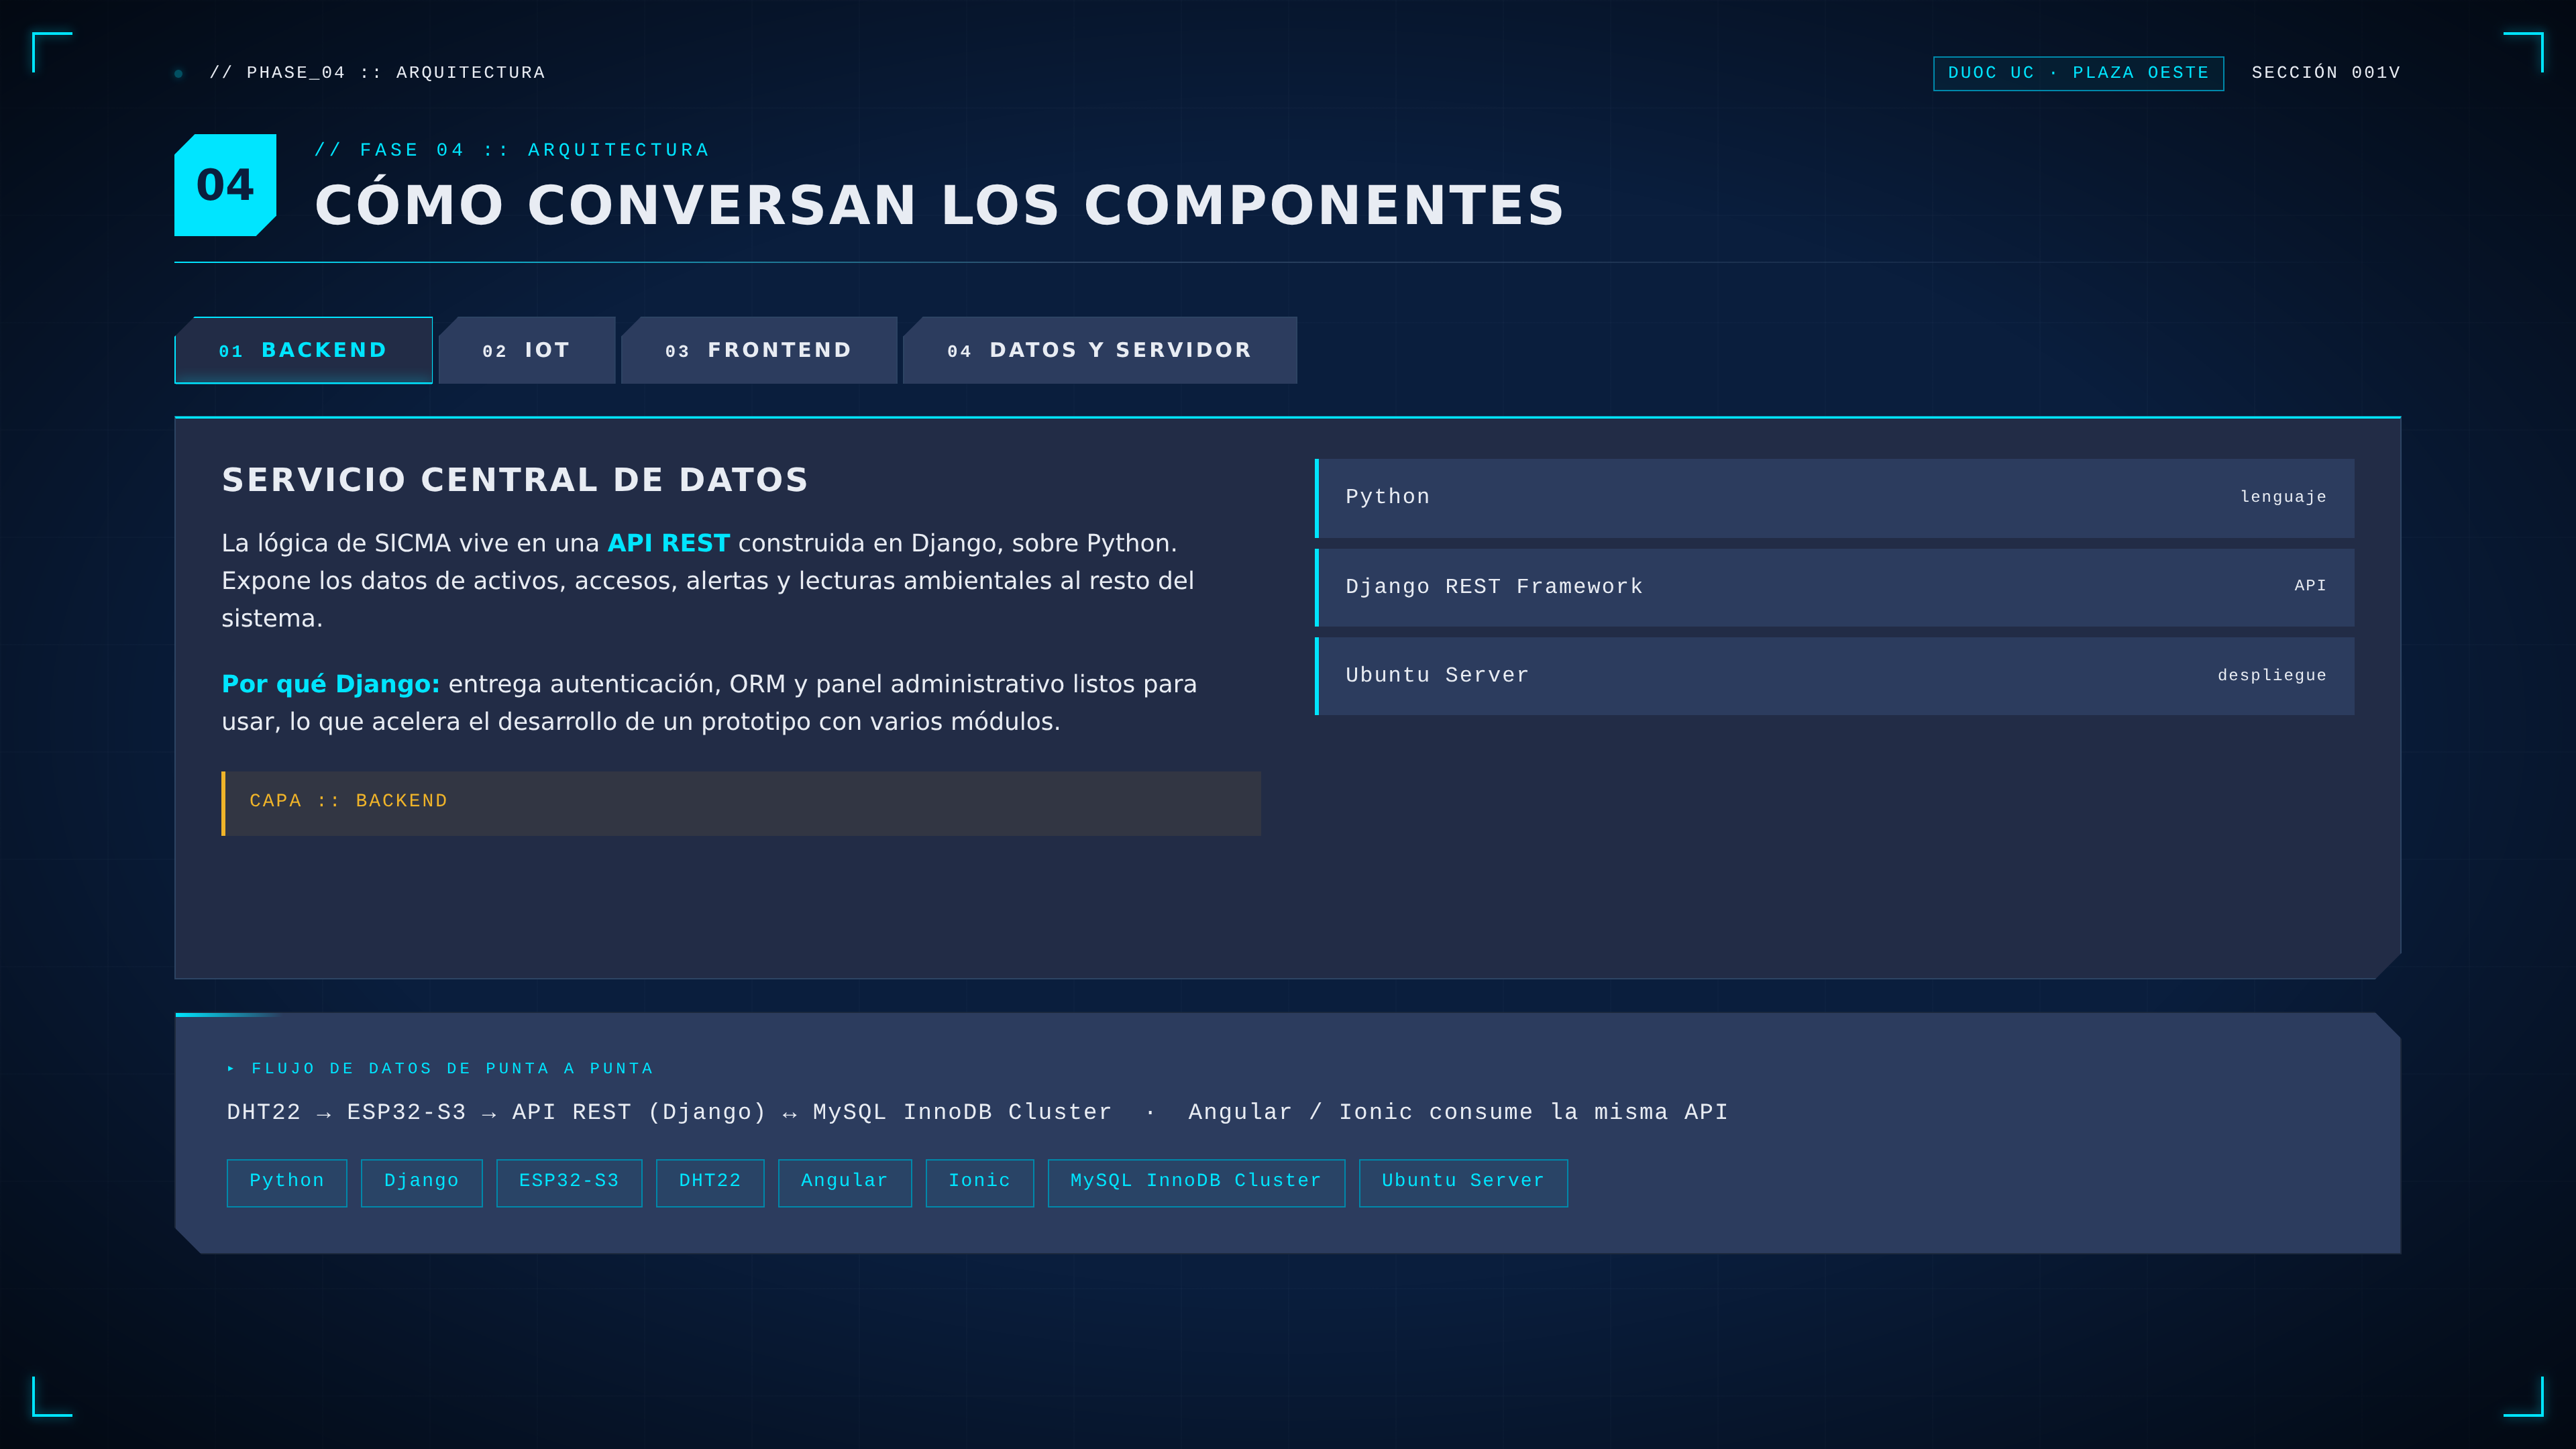 // PHASE_04 :: ARQUITECTURA
DUOC UC · PLAZA OESTE
SECCIÓN 001V
04
// FASE 04 :: ARQUITECTURA
CÓMO CONVERSAN LOS COMPONENTES
01 BACKEND
02 IOT
03 FRONTEND
04 DATOS Y SERVIDOR
SERVICIO CENTRAL DE DATOS
La lógica de SICMA vive en una API REST construida en Django, sobre Python.
Expone los datos de activos, accesos, alertas y lecturas ambientales al resto del
sistema.
Por qué Django: entrega autenticación, ORM y panel administrativo listos para
usar, lo que acelera el desarrollo de un prototipo con varios módulos.
CAPA :: BACKEND
Python lenguaje
Django REST Framework API
Ubuntu Server despliegue
▸ FLUJO DE DATOS DE PUNTA A PUNTA
DHT22 → ESP32-S3 → API REST (Django) ↔ MySQL InnoDB Cluster · Angular / Ionic consume la misma API
Python
Django
ESP32-S3
DHT22
Angular
Ionic
MySQL InnoDB Cluster
Ubuntu Server